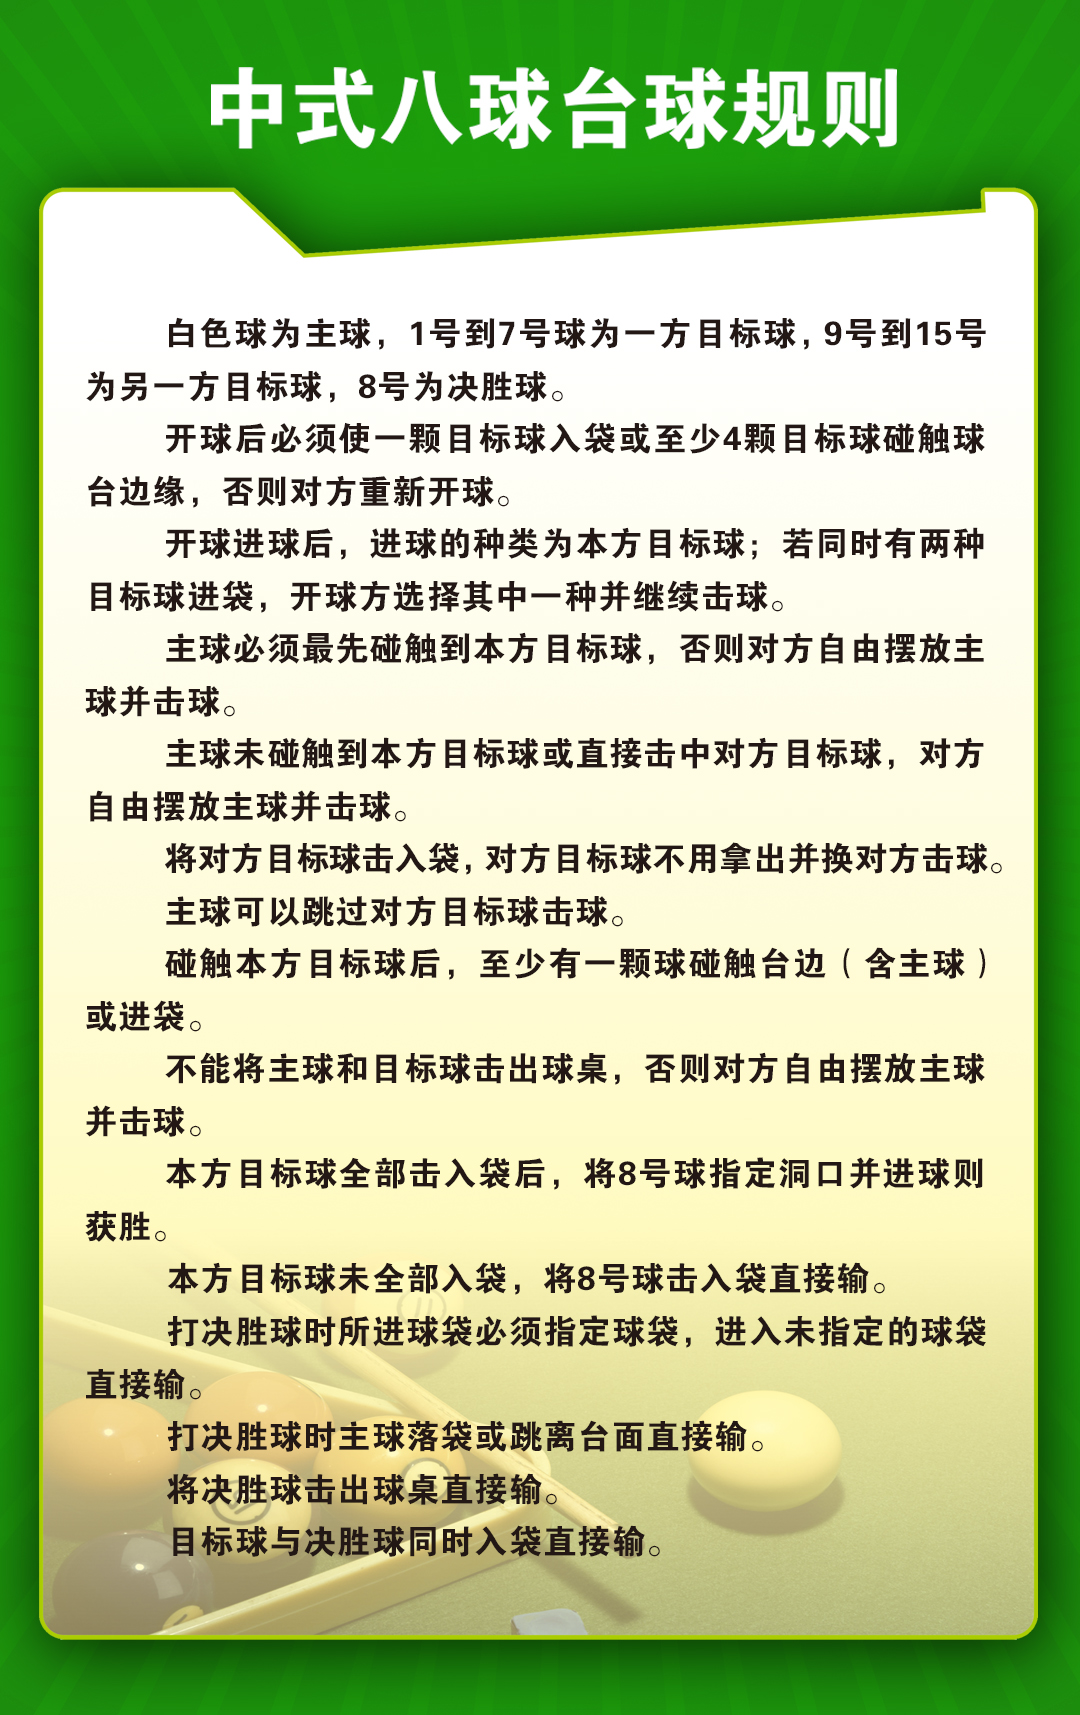 中式八球台球规则
白色球为主球，1号到7号球为一方目标球，9号到15号
为另一方目标球，8号为决胜球。
开球后必须使一颗目标球入袋或至少4颗目标球碰触球
台边缘，否则对方重新开球。
开球进球后，进球的种类为本方目标球；若同时有两种
目标球进袋，开球方选择其中一种并继续击球。
主球必须最先碰触到本方目标球，否则对方自由摆放主
球并击球。
主球未碰触到本方目标球或直接击中对方目标球，对方
自由摆放主球并击球。
将对方目标球击入袋，对方目标球不用拿出并换对方击球。
主球可以跳过对方目标球击球。
碰触本方目标球后，至少有一颗球碰触台边（含主球）
或进袋。
不能将主球和目标球击出球桌，否则对方自由摆放主球
并击球。
本方目标球全部击入袋后，将8号球指定洞口并进球则
获胜。
本方目标球未全部入袋，将8号球击入袋直接输。
打决胜球时所进球袋必须指定球袋，进入未指定的球袋
直接输。
打决胜球时主球落袋或跳离台面直接输。
将决胜球击出球桌直接输。
目标球与决胜球同时入袋直接输。